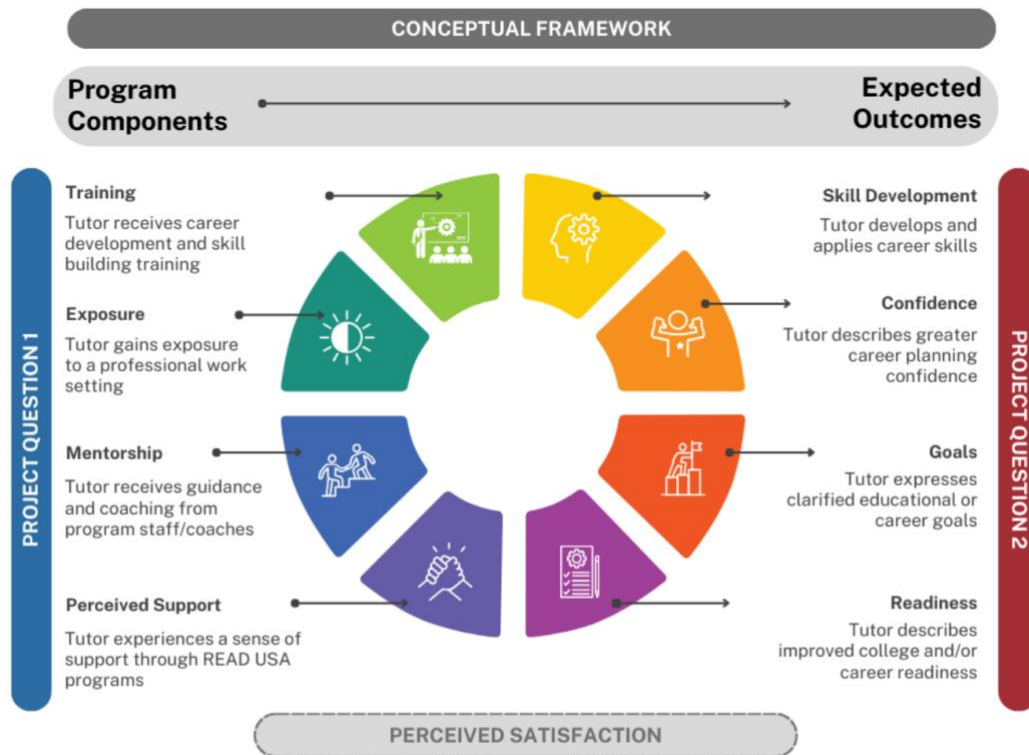 CONCEPTUAL FRAMEWORK
Program
Components
Expected
Outcomes
PROJECT QUESTION 1
Training
Tutor receives career
development and skill
building training
Exposure
Tutor gains exposure
to a professional work
setting
Mentorship
Tutor receives guidance
and coaching from
program staff/coaches
Perceived Support
Tutor experiences a sense of
support through READ USA
programs
Skill Development
Tutor develops and
applies career skills
Confidence
Tutor describes greater
career planning
confidence
Goals
Tutor expresses
clarified educational or
career goals
Readiness
Tutor describes
improved college and/or
career readiness
PROJECT QUESTION 2
PERCEIVED SATISFACTION